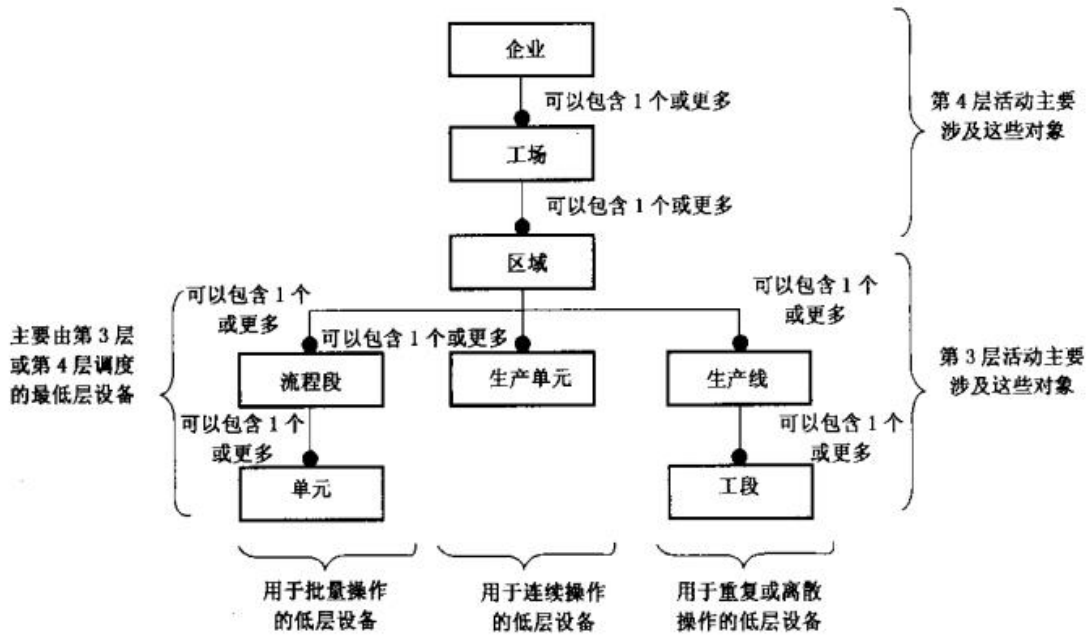 企业
可以包含 1 个或更多
第 4 层活动主要
涉及这些对象
工场
可以包含 1 个或更多
区域
可以包含 1 个
或更多
可以包含 1 个或更多
可以包含 1 个
或更多
主要由第 3 层
或第 4 层调度
的最低层设备
流程段
生产单元
生产线
第 3 层活动主要
涉及这些对象
可以包含 1 个
或更多
可以包含 1 个
或更多
单元
工段
用于批量操作
的低层设备
用于连续操作
的低层设备
用于重复或离散
操作的低层设备